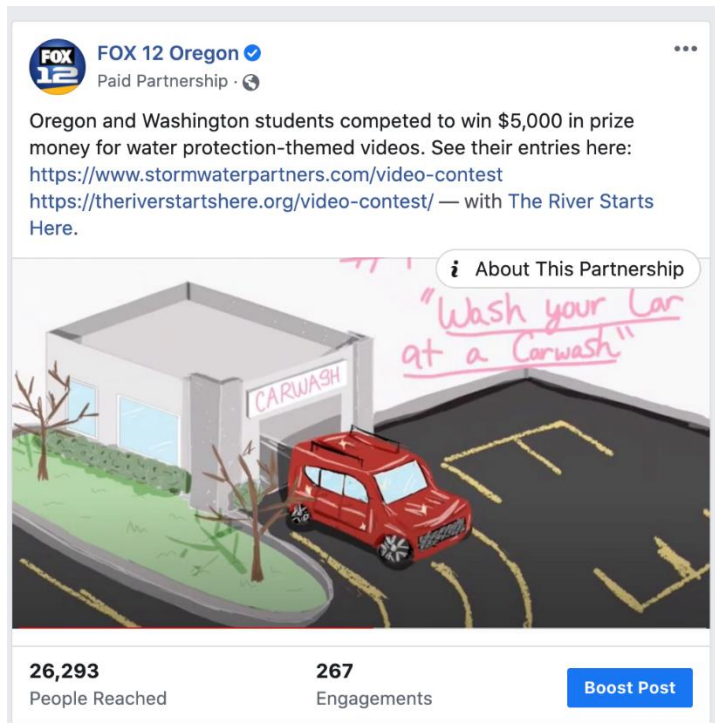 FOX
12
FOX 12 Oregon
Paid Partnership ·
Oregon and Washington students competed to win $5,000 in prize
money for water protection-themed videos. See their entries here:
https://www.stormwaterpartners.com/video-contest
https://theriverstartshere.org/video-contest/ — with The River Starts
Here.
i About This Partnership
"Wash your Car
at a Carwash"
CARWASH
26,293
People Reached
267
Engagements
Boost Post